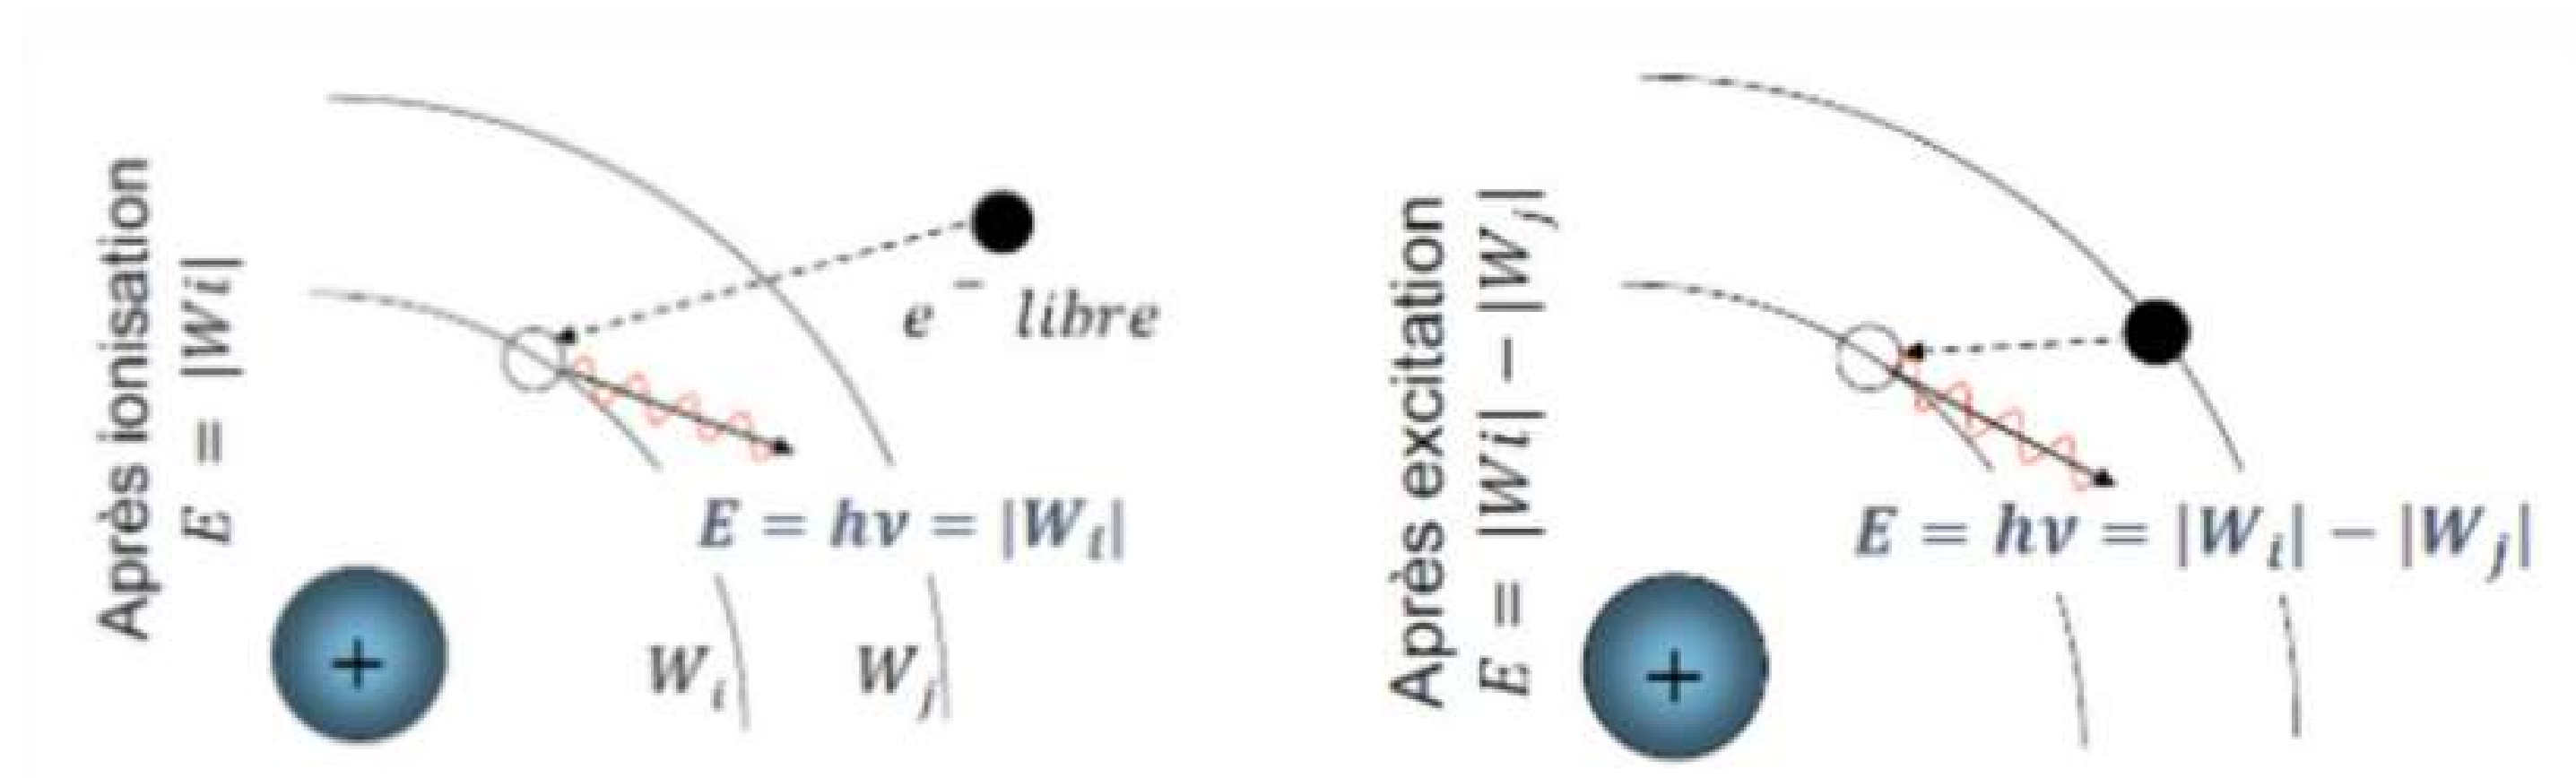 Après ionisation
E = |Wi|
e⁻ libre
E = hν = |Wᵢ|
+
Wᵢ
Wⱼ
Après excitation
E = |Wi| − |Wⱼ|
E = hν = |Wᵢ| − |Wⱼ|
+